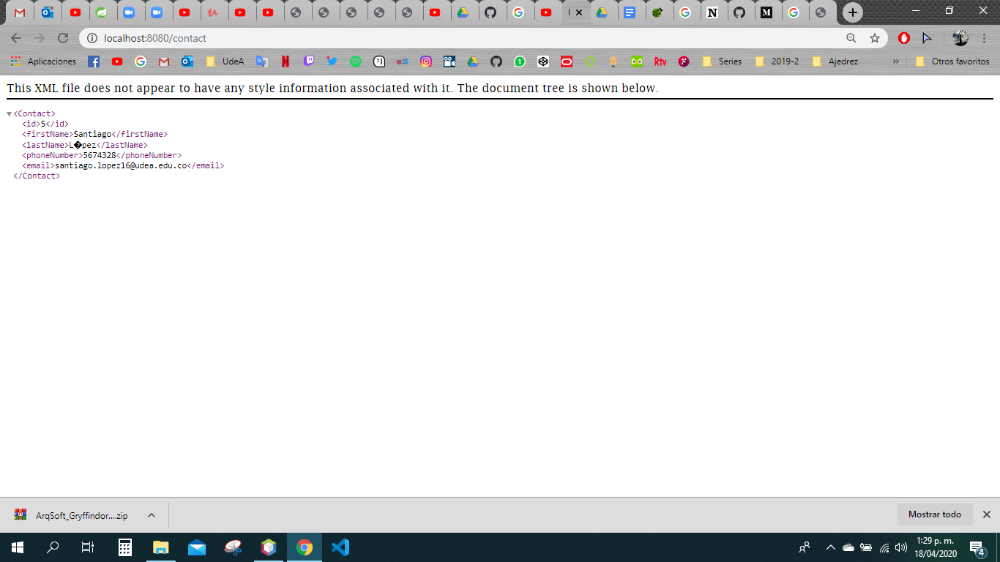 localhost:8080/contact
Aplicaciones UdeA Rtv Series 2019-2 Ajedrez » Otros favoritos
This XML file does not appear to have any style information associated with it. The document tree is shown below.
▼<Contact>
<id>5</id>
<firstName>Santiago</firstName>
<lastName>L�pez</lastName>
<phoneNumber>5674328</phoneNumber>
<email>santiago.lopez16@udea.edu.co</email>
</Contact>
ArqSoft_Gryffindor....zip
Mostrar todo
1:29 p. m.
18/04/2020
4